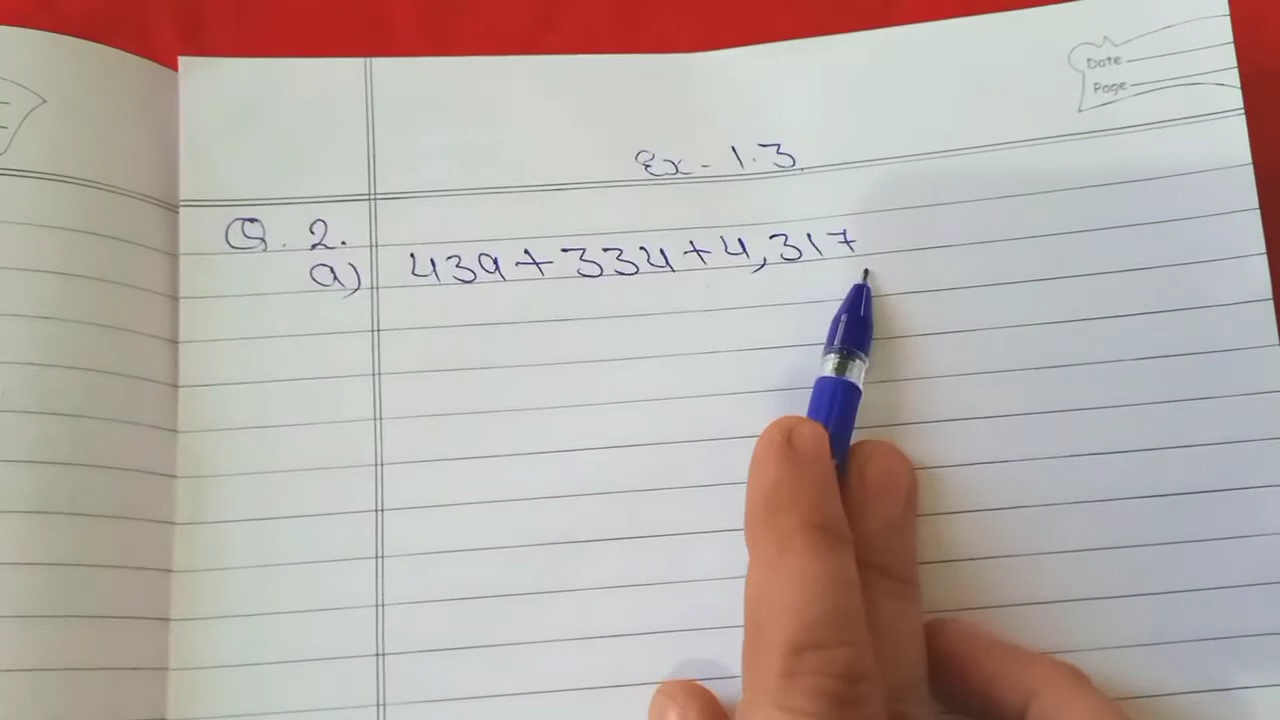 Date
Page
Ex - 1.3
Q. 2.
a) 439 + 334 + 4,317